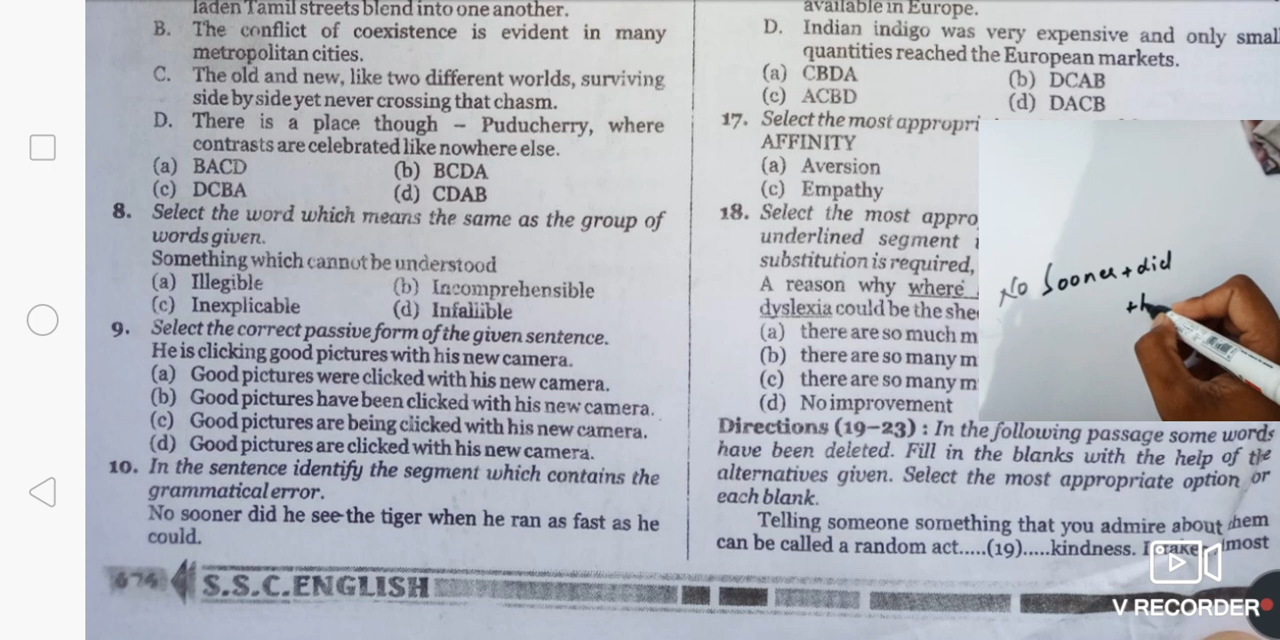 laden Tamil streets blend into one another.
B. The conflict of coexistence is evident in many
metropolitan cities.
C. The old and new, like two different worlds, surviving
side by side yet never crossing that chasm.
D. There is a place though – Puducherry, where
contrasts are celebrated like nowhere else.
(a) BACD (b) BCDA
(c) DCBA (d) CDAB
8. Select the word which means the same as the group of
words given.
Something which cannot be understood
(a) Illegible (b) Incomprehensible
(c) Inexplicable (d) Infallible
9. Select the correct passive form of the given sentence.
He is clicking good pictures with his new camera.
(a) Good pictures were clicked with his new camera.
(b) Good pictures have been clicked with his new camera.
(c) Good pictures are being clicked with his new camera.
(d) Good pictures are clicked with his new camera.
10. In the sentence identify the segment which contains the
grammatical error.
No sooner did he see the tiger when he ran as fast as he
could.
674 S.S.C. ENGLISH
available in Europe.
D. Indian indigo was very expensive and only small
quantities reached the European markets.
(a) CBDA (b) DCAB
(c) ACBD (d) DACB
17. Select the most appropri
AFFINITY
(a) Aversion
(c) Empathy
18. Select the most appro
underlined segment i
substitution is required,
A reason why where
dyslexia could be the she
(a) there are so much m
(b) there are so many m
(c) there are so many m
(d) No improvement
Directions (19–23) : In the following passage some words
have been deleted. Fill in the blanks with the help of the
alternatives given. Select the most appropriate option or
each blank.
Telling someone something that you admire about hem
can be called a random act.....(19).....kindness. I take most
No Sooner + did
th
V RECORDER